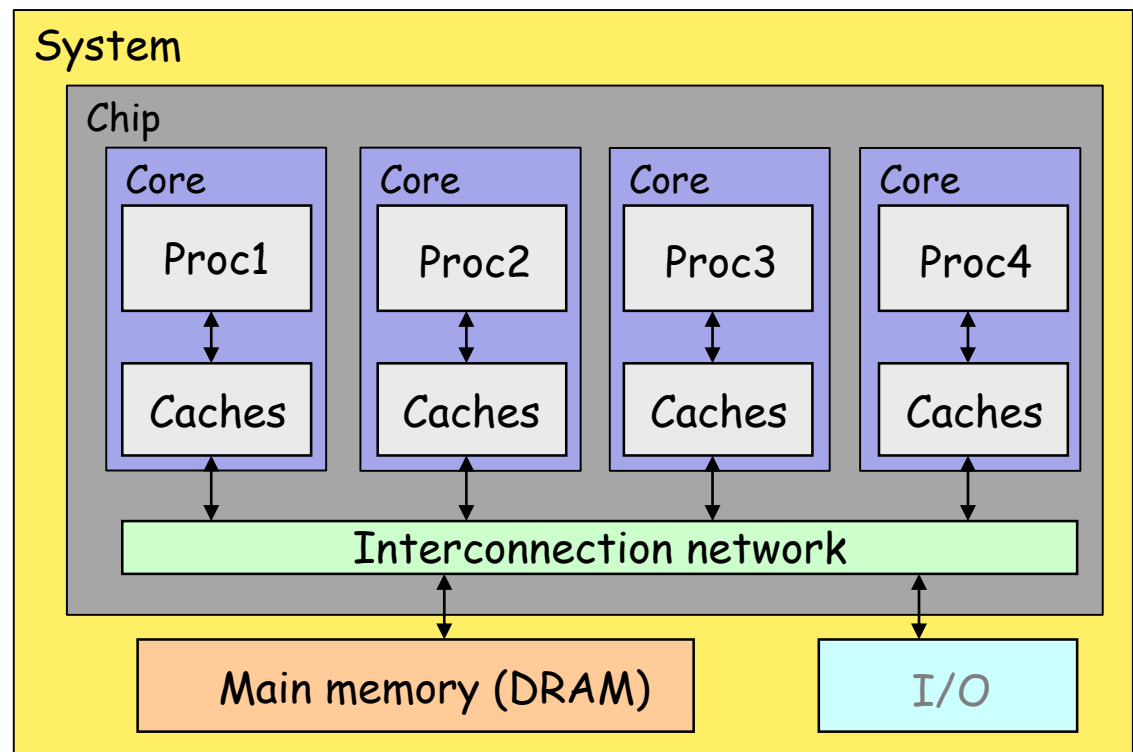 System
Chip
Core
Core
Core
Core
Proc1
Proc2
Proc3
Proc4
Caches
Caches
Caches
Caches
Interconnection network
Main memory (DRAM)
I/O